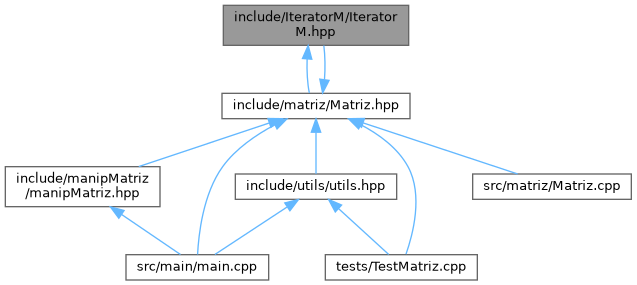 include/IteratorM/Iterator
M.hpp
include/matriz/Matriz.hpp
include/manipMatriz
/manipMatriz.hpp
include/utils/utils.hpp
src/matriz/Matriz.cpp
src/main/main.cpp
tests/TestMatriz.cpp